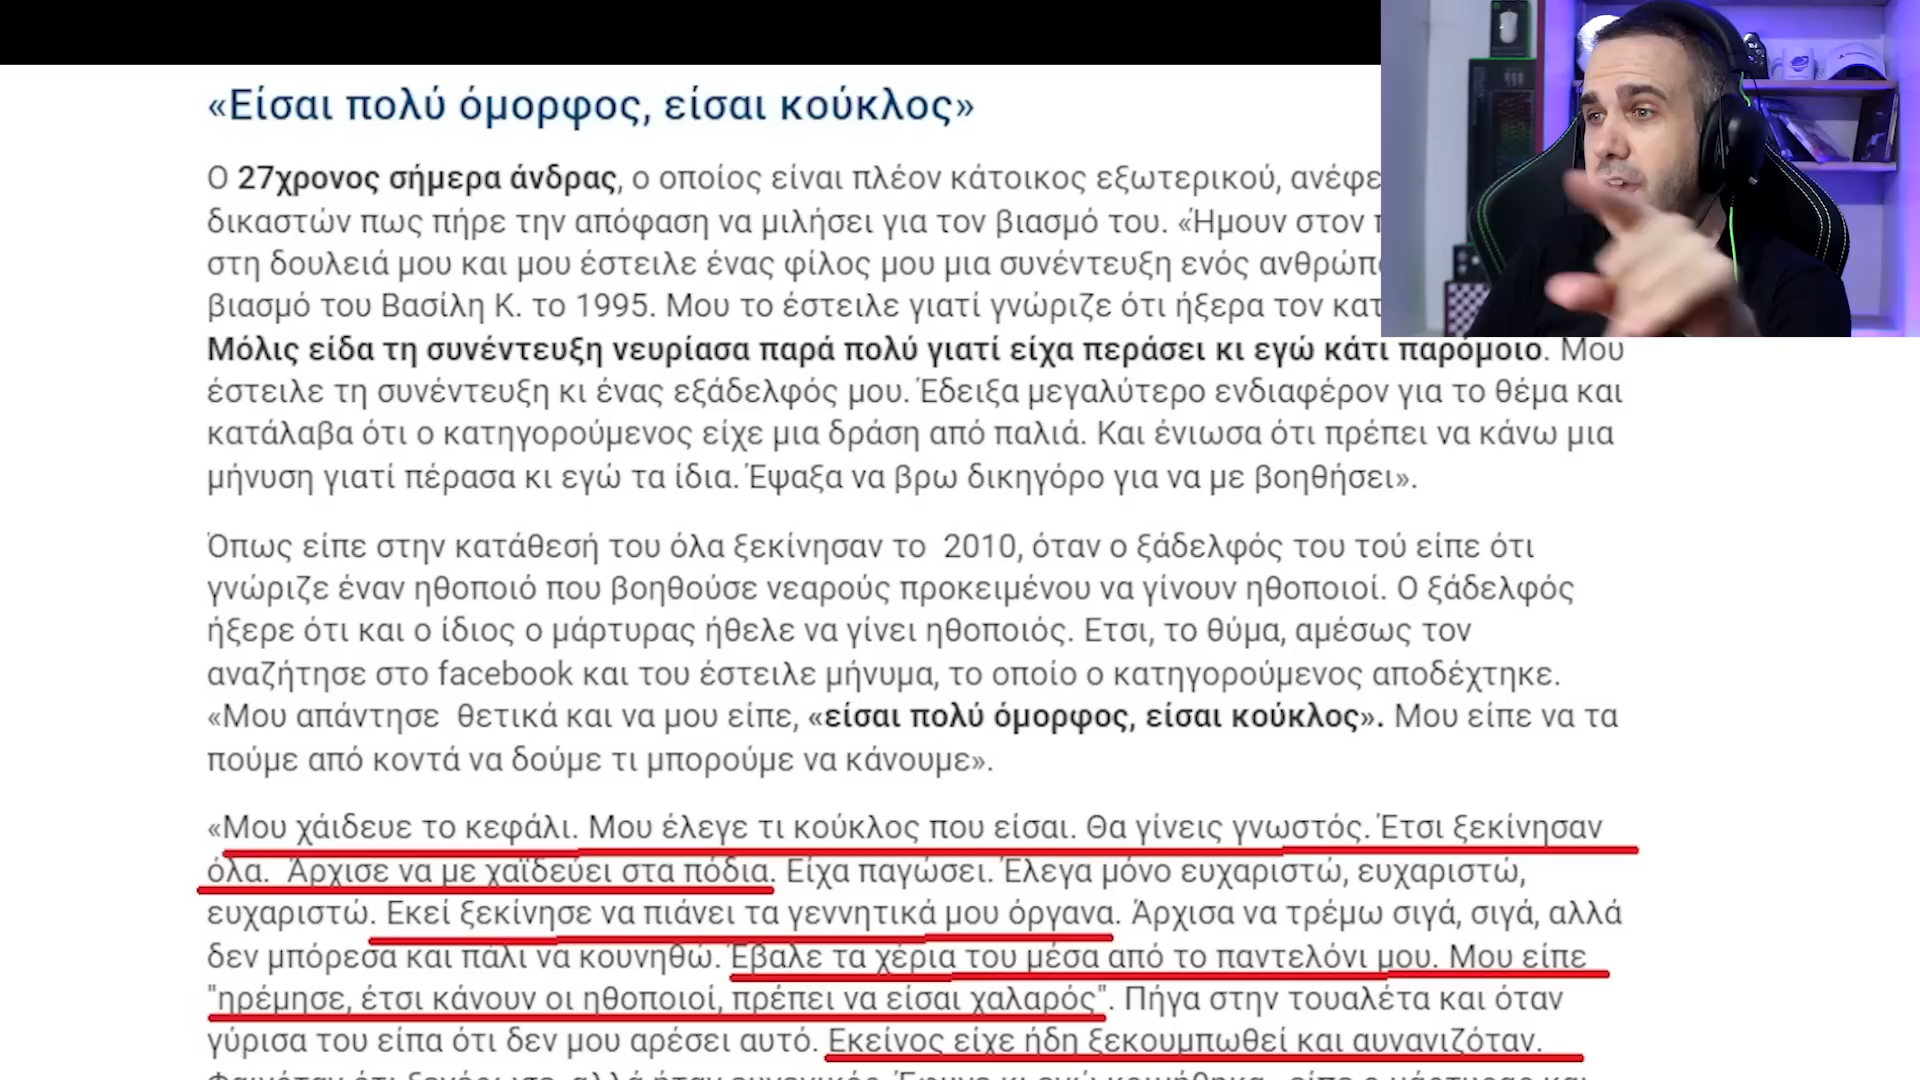 «Είσαι πολύ όμορφος, είσαι κούκλος»
Ο 27χρονος σήμερα άνδρας, ο οποίος είναι πλέον κάτοικος εξωτερικού,
δικαστών πως πήρε την απόφαση να μιλήσει για τον βιασμό του. «Ήμουν στον
στη δουλειά μου και μου έστειλε ένας φίλος μου μια συνέντευξη ενός
βιασμό του Βασίλη Κ. το 1995. Μου το έστειλε γιατί γνώριζε ότι ήξερα τον
Μόλις είδα τη συνέντευξη νευρίασα παρά πολύ γιατί είχα περάσει κι εγώ κάτι παρόμοιο. Μου
έστειλε τη συνέντευξη κι ένας εξάδελφός μου. Έδειξα μεγαλύτερο ενδιαφέρον για το θέμα και
κατάλαβα ότι ο κατηγορούμενος είχε μια δράση από παλιά. Και ένιωσα ότι πρέπει να κάνω μια
μήνυση γιατί πέρασα κι εγώ τα ίδια. Έψαξα να βρω δικηγόρο για να με βοηθήσει».
Όπως είπε στην κατάθεσή του όλα ξεκίνησαν το 2010, όταν ο ξάδελφός του τού είπε ότι
γνώριζε έναν ηθοποιό που βοηθούσε νεαρούς προκειμένου να γίνουν ηθοποιοί. Ο ξάδελφός
ήξερε ότι και ο ίδιος ο μάρτυρας ήθελε να γίνει ηθοποιός. Ετσι, το θύμα, αμέσως τον
αναζήτησε στο facebook και του έστειλε μήνυμα, το οποίο ο κατηγορούμενος αποδέχτηκε.
«Μου απάντησε θετικά και να μου είπε, «είσαι πολύ όμορφος, είσαι κούκλος». Μου είπε να τα
πούμε από κοντά να δούμε τι μπορούμε να κάνουμε».
«Μου χάιδευε το κεφάλι. Μου έλεγε τι κούκλος που είσαι. Θα γίνεις γνωστός. Έτσι ξεκίνησαν
όλα. Άρχισε να με χαϊδεύει στα πόδια. Είχα παγώσει. Έλεγα μόνο ευχαριστώ, ευχαριστώ,
ευχαριστώ. Εκεί ξεκίνησε να πιάνει τα γεννητικά μου όργανα. Άρχισα να τρέμω σιγά, σιγά, αλλά
δεν μπόρεσα και πάλι να κουνηθώ. Έβαλε τα χέρια του μέσα από το παντελόνι μου. Μου είπε
"ηρέμησε, έτσι κάνουν οι ηθοποιοί, πρέπει να είσαι χαλαρός". Πήγα στην τουαλέτα και όταν
γύρισα του είπα ότι δεν μου αρέσει αυτό. Εκείνος είχε ήδη ξεκουμπωθεί και αυνανιζόταν.